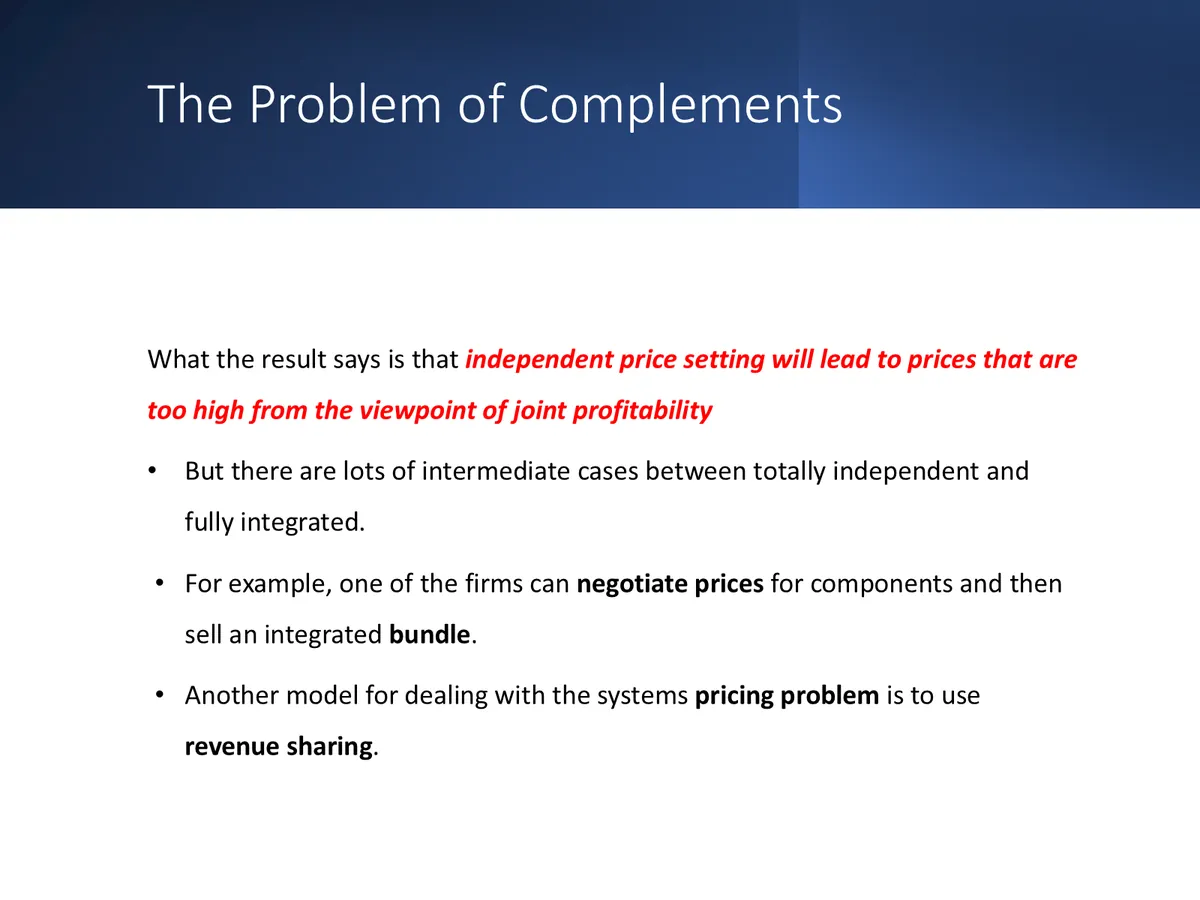 The Problem of Complements
What the result says is that independent price setting will lead to prices that are
too high from the viewpoint of joint profitability
• But there are lots of intermediate cases between totally independent and
fully integrated.
• For example, one of the firms can negotiate prices for components and then
sell an integrated bundle.
• Another model for dealing with the systems pricing problem is to use
revenue sharing.